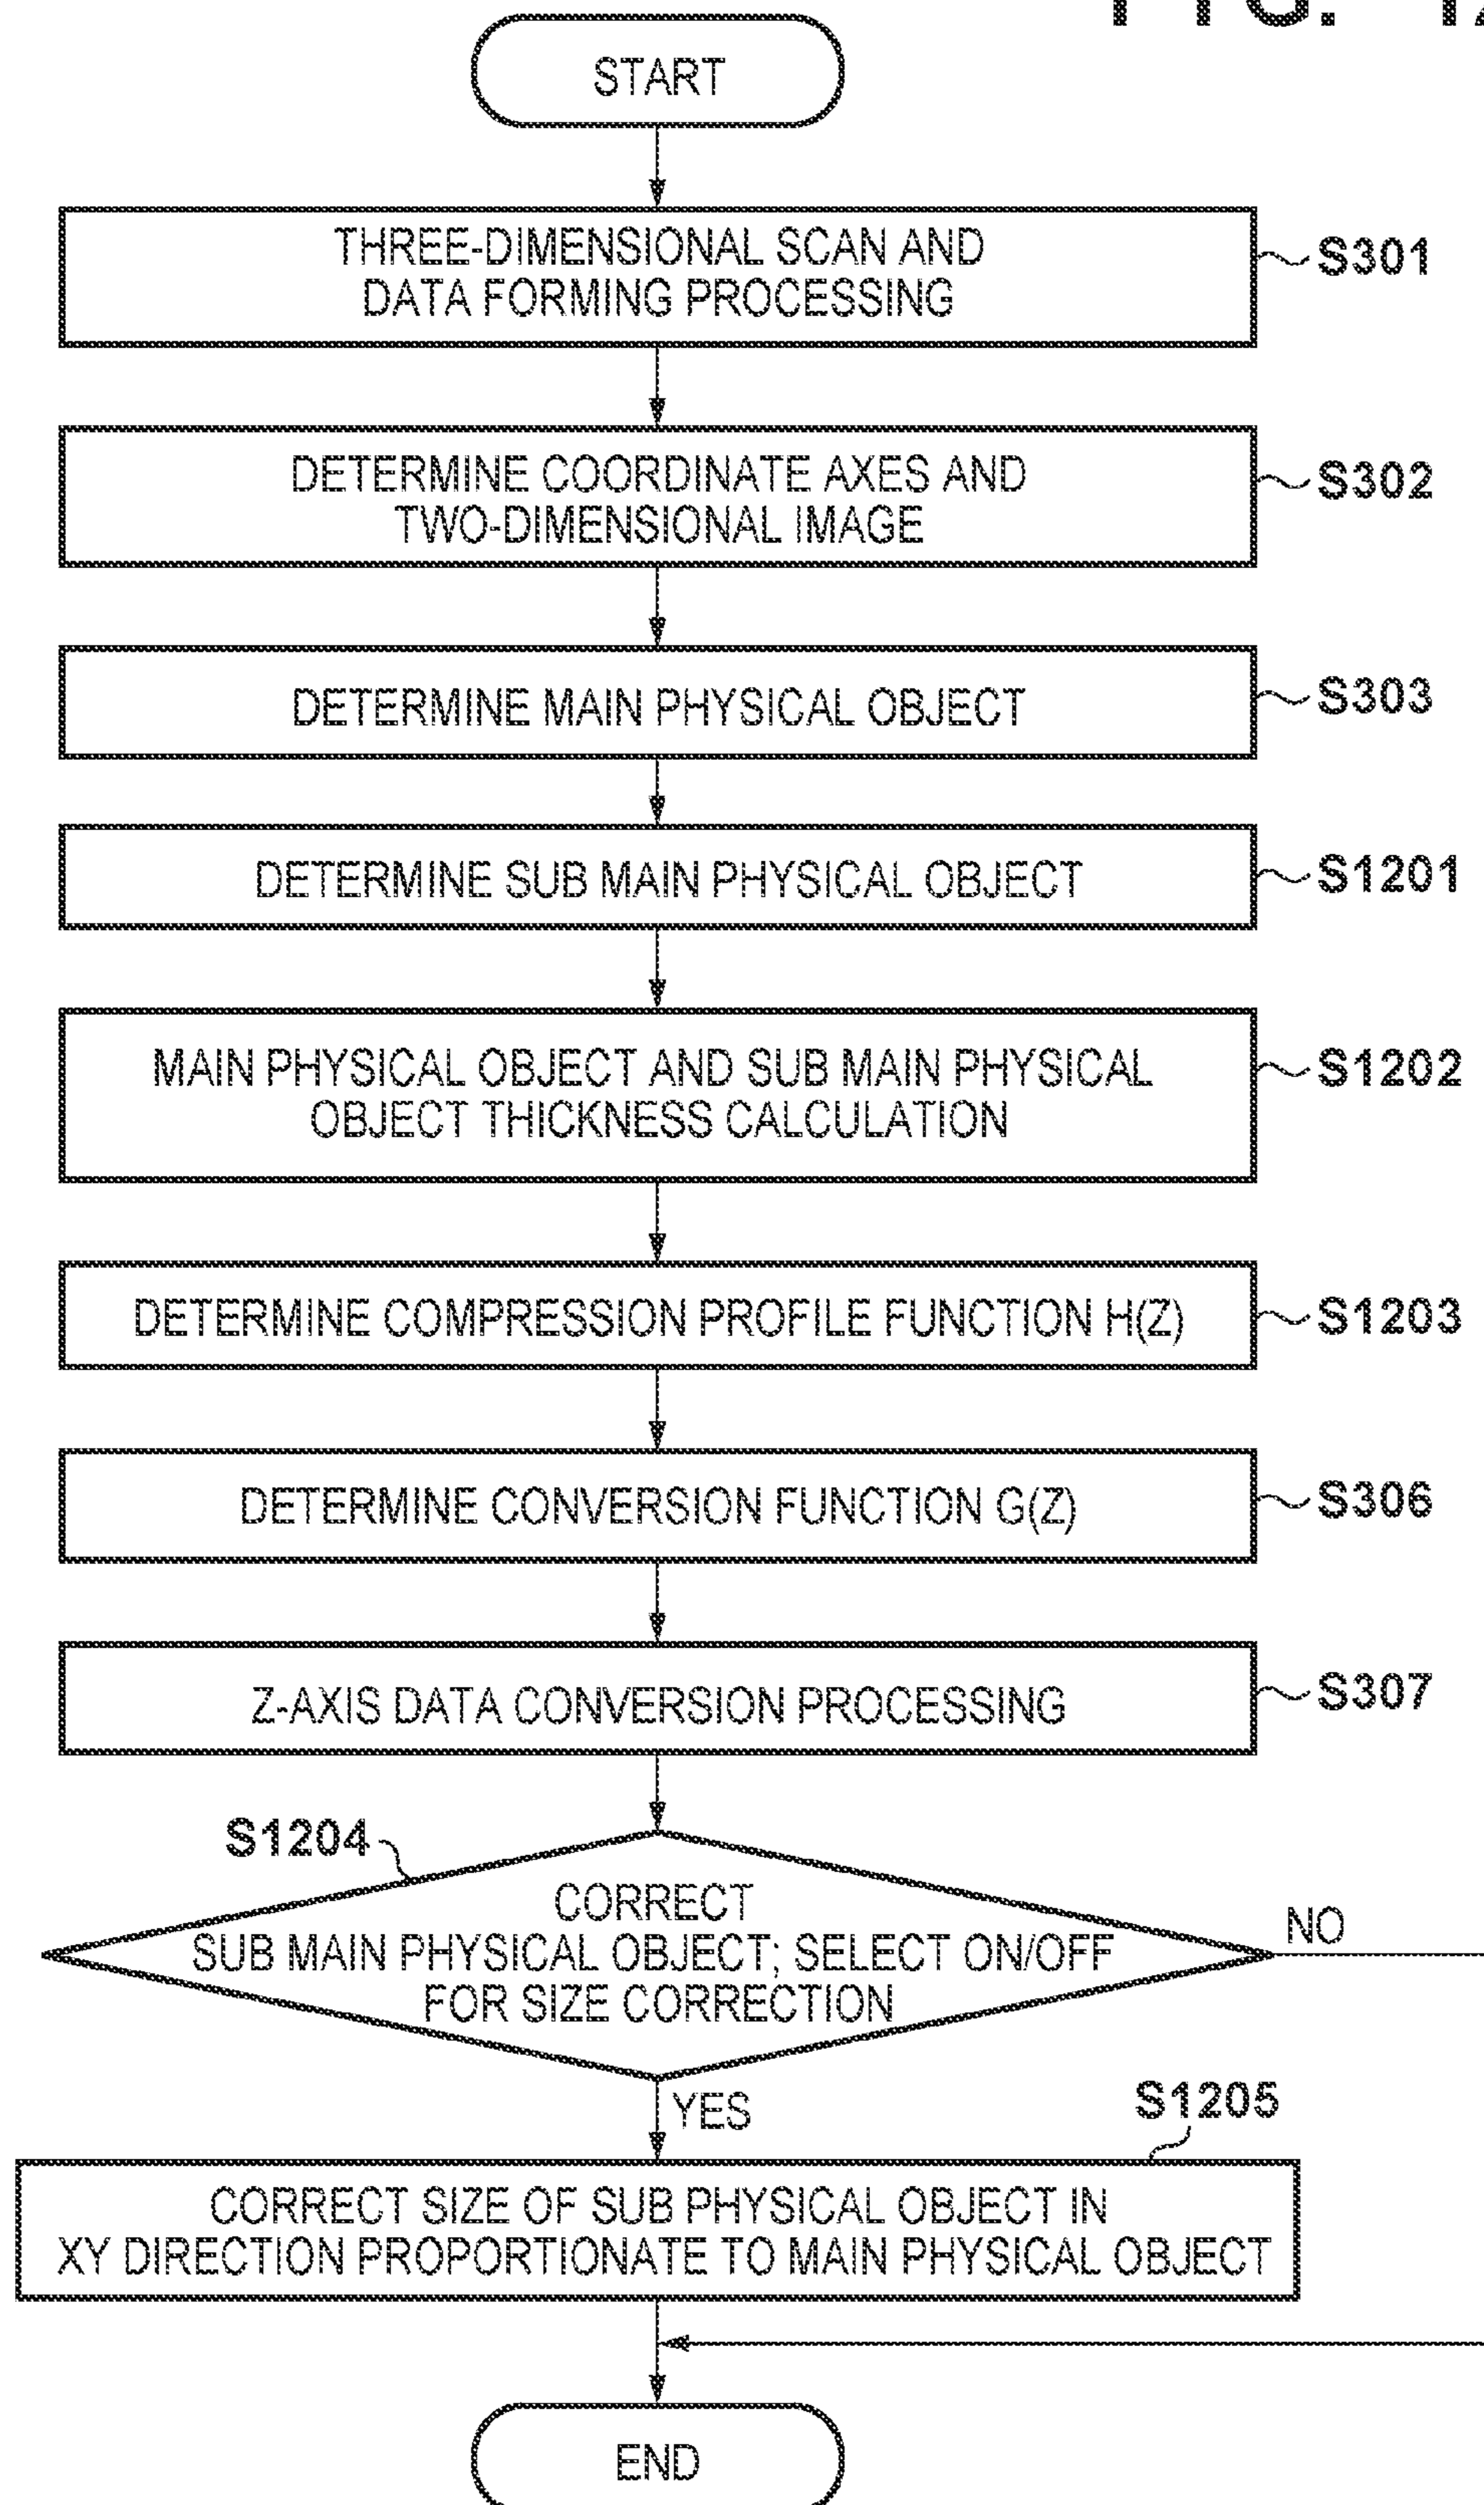 FIG. 12
START
THREE-DIMENSIONAL SCAN AND
DATA FORMING PROCESSING
S301
DETERMINE COORDINATE AXES AND
TWO-DIMENSIONAL IMAGE
S302
DETERMINE MAIN PHYSICAL OBJECT
S303
DETERMINE SUB MAIN PHYSICAL OBJECT
S1201
MAIN PHYSICAL OBJECT AND SUB MAIN PHYSICAL
OBJECT THICKNESS CALCULATION
S1202
DETERMINE COMPRESSION PROFILE FUNCTION H(Z)
S1203
DETERMINE CONVERSION FUNCTION G(Z)
S306
Z-AXIS DATA CONVERSION PROCESSING
S307
S1204
CORRECT
SUB MAIN PHYSICAL OBJECT; SELECT ON/OFF
FOR SIZE CORRECTION
NO
YES
S1205
CORRECT SIZE OF SUB PHYSICAL OBJECT IN
XY DIRECTION PROPORTIONATE TO MAIN PHYSICAL OBJECT
END